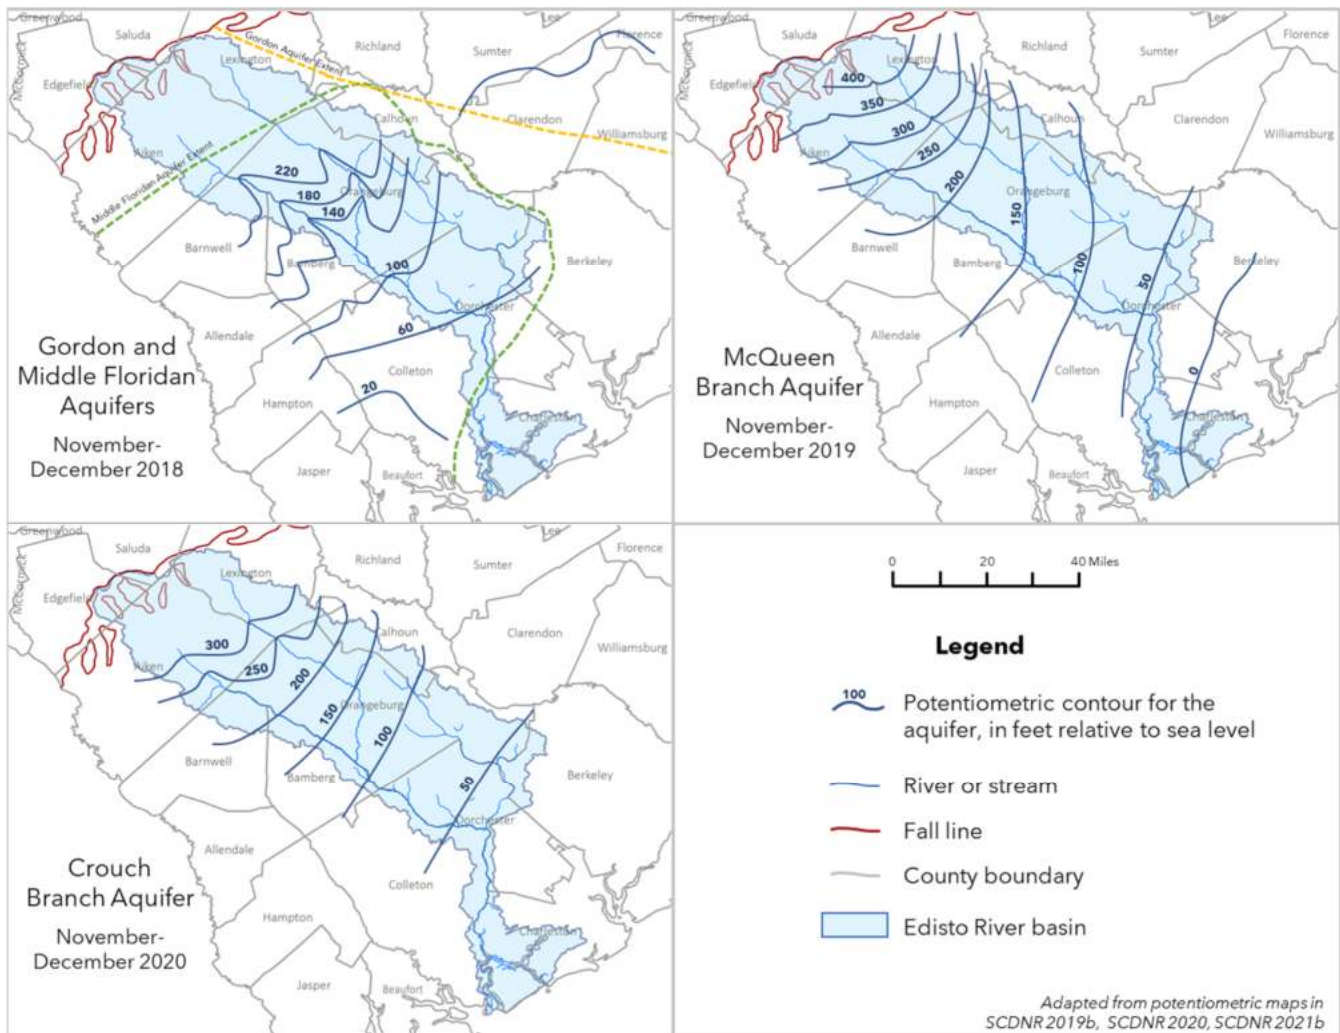 Greenwood
Saluda
Lee
Florence
Richland
Sumter
Lexington
McCormick
Edgefield
Gordon Aquifer Extent
Calhoun
Clarendon
Williamsburg
Aiken
Middle Floridan Aquifer Extent
220
180
140
Orangeburg
Barnwell
Bamberg
100
Berkeley
Dorchester
60
Allendale
Colleton
20
Hampton
Charleston
Jasper
Beaufort
Gordon and
Middle Floridan
Aquifers
November-
December 2018
Greenwood
Saluda
Lee
Florence
Richland
Sumter
Lexington
McCormick
Edgefield
400
350
300
250
200
150
100
50
0
Calhoun
Clarendon
Williamsburg
Aiken
Orangeburg
Barnwell
Bamberg
Berkeley
Dorchester
Allendale
Colleton
Hampton
Charleston
Jasper
Beaufort
McQueen
Branch Aquifer
November-
December 2019
Greenwood
Saluda
Lee
Florence
Richland
Sumter
Lexington
McCormick
Edgefield
Calhoun
Clarendon
Williamsburg
300
250
200
150
100
50
Aiken
Orangeburg
Barnwell
Bamberg
Berkeley
Dorchester
Allendale
Colleton
Hampton
Charleston
Jasper
Beaufort
Crouch
Branch Aquifer
November-
December 2020
0 20 40 Miles
Legend
100
Potentiometric contour for the
aquifer, in feet relative to sea level
River or stream
Fall line
County boundary
Edisto River basin
Adapted from potentiometric maps in
SCDNR 2019b, SCDNR 2020, SCDNR 2021b